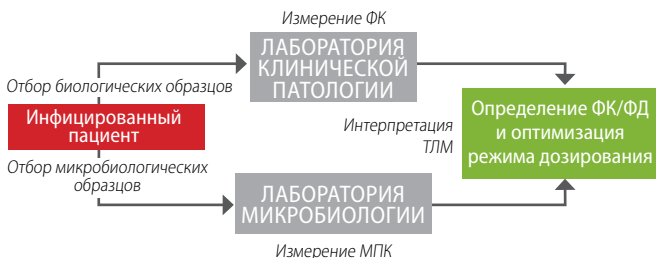 Измерение ФК
ЛАБОРАТОРИЯ
КЛИНИЧЕСКОЙ
ПАТОЛОГИИ
Отбор биологических образцов
Инфицированный
пациент
Отбор микробиологических
образцов
Интерпретация
ТЛМ
Определение ФК/ФД
и оптимизация
режима дозирования
ЛАБОРАТОРИЯ
МИКРОБИОЛОГИИ
Измерение МПК